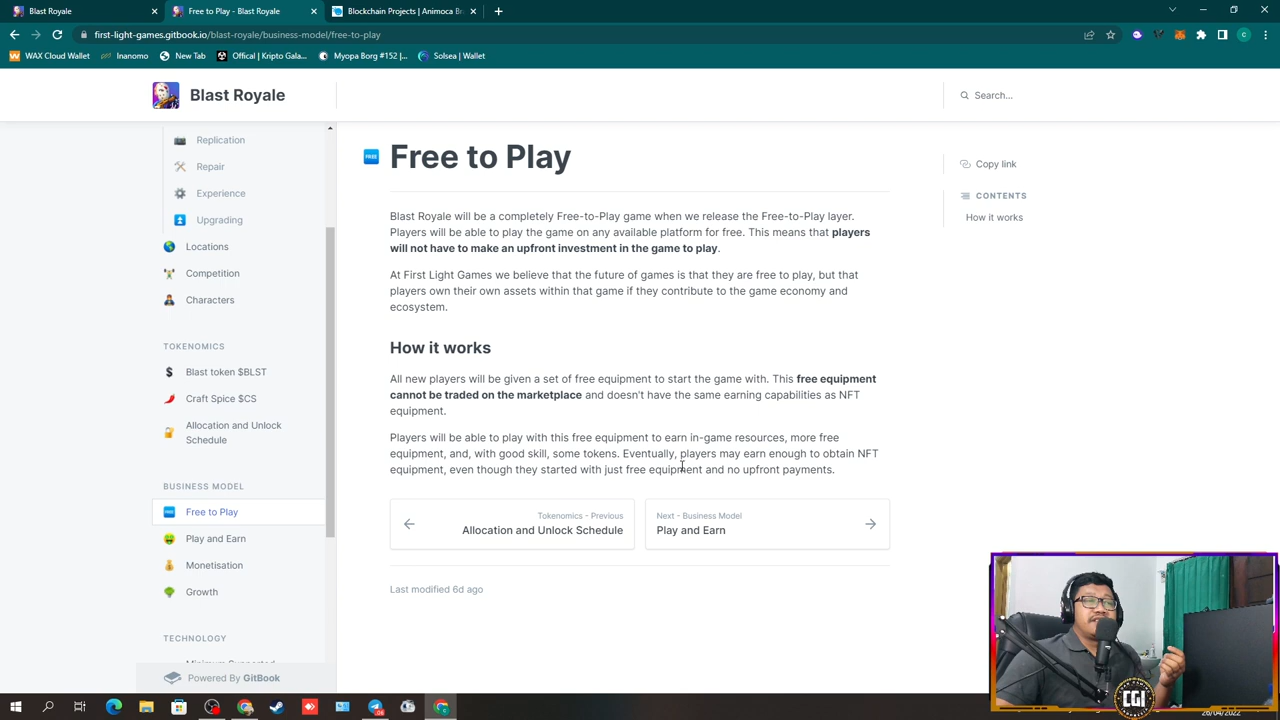 Blast Royale
Free to Play - Blast Royale
Blockchain Projects | Animoca Br
first-light-games.gitbook.io/blast-royale/business-model/free-to-play
WAX Cloud Wallet
Inanomo
New Tab
Offical | Kripto Gala...
Myopa Borg #152 |...
Solsea | Wallet
Blast Royale
Search...
Replication
Repair
Experience
Upgrading
Locations
Competition
Characters
TOKENOMICS
Blast token $BLST
Craft Spice $CS
Allocation and Unlock
Schedule
BUSINESS MODEL
Free to Play
Play and Earn
Monetisation
Growth
TECHNOLOGY
Minimum Supported
Powered By GitBook
FREE
Free to Play
Blast Royale will be a completely Free-to-Play game when we release the Free-to-Play layer.
Players will be able to play the game on any available platform for free. This means that players
will not have to make an upfront investment in the game to play.
At First Light Games we believe that the future of games is that they are free to play, but that
players own their own assets within that game if they contribute to the game economy and
ecosystem.
How it works
All new players will be given a set of free equipment to start the game with. This free equipment
cannot be traded on the marketplace and doesn't have the same earning capabilities as NFT
equipment.
Players will be able to play with this free equipment to earn in-game resources, more free
equipment, and, with good skill, some tokens. Eventually, players may earn enough to obtain NFT
equipment, even though they started with just free equipment and no upfront payments.
Tokenomics - Previous
Allocation and Unlock Schedule
Next - Business Model
Play and Earn
Last modified 6d ago
Copy link
CONTENTS
How it works
CGI
26/04/2022